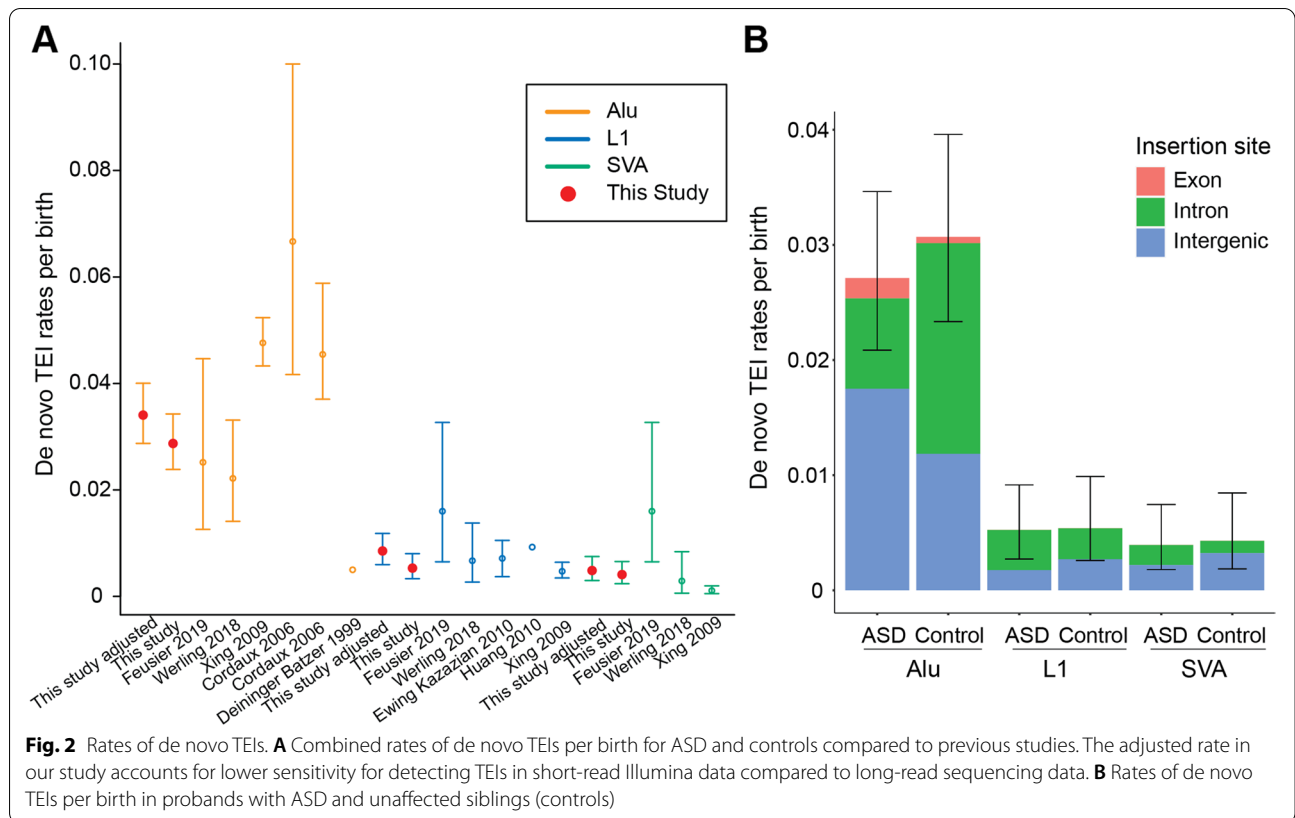 A
De novo TEI rates per birth
0.10
0.08
0.06
0.04
0.02
0
Alu
L1
SVA
This Study
This study adjusted
This study
Feusier 2019
Werling 2018
Xing 2009
Cordaux 2006
Cordaux 2006
Deininger Batzer 1999
This study adjusted
This study
Feusier 2019
Werling 2018
Ewing Kazazian 2010
Huang 2010
Xing 2009
This study adjusted
This study
Feusier 2019
Werling 2018
Xing 2009
B
De novo TEI rates per birth
0.04
0.03
0.02
0.01
0
Insertion site
Exon
Intron
Intergenic
ASD Control ASD Control ASD Control
Alu L1 SVA
Fig. 2 Rates of de novo TEIs. A Combined rates of de novo TEIs per birth for ASD and controls compared to previous studies. The adjusted rate in
our study accounts for lower sensitivity for detecting TEIs in short-read Illumina data compared to long-read sequencing data. B Rates of de novo
TEIs per birth in probands with ASD and unaffected siblings (controls)